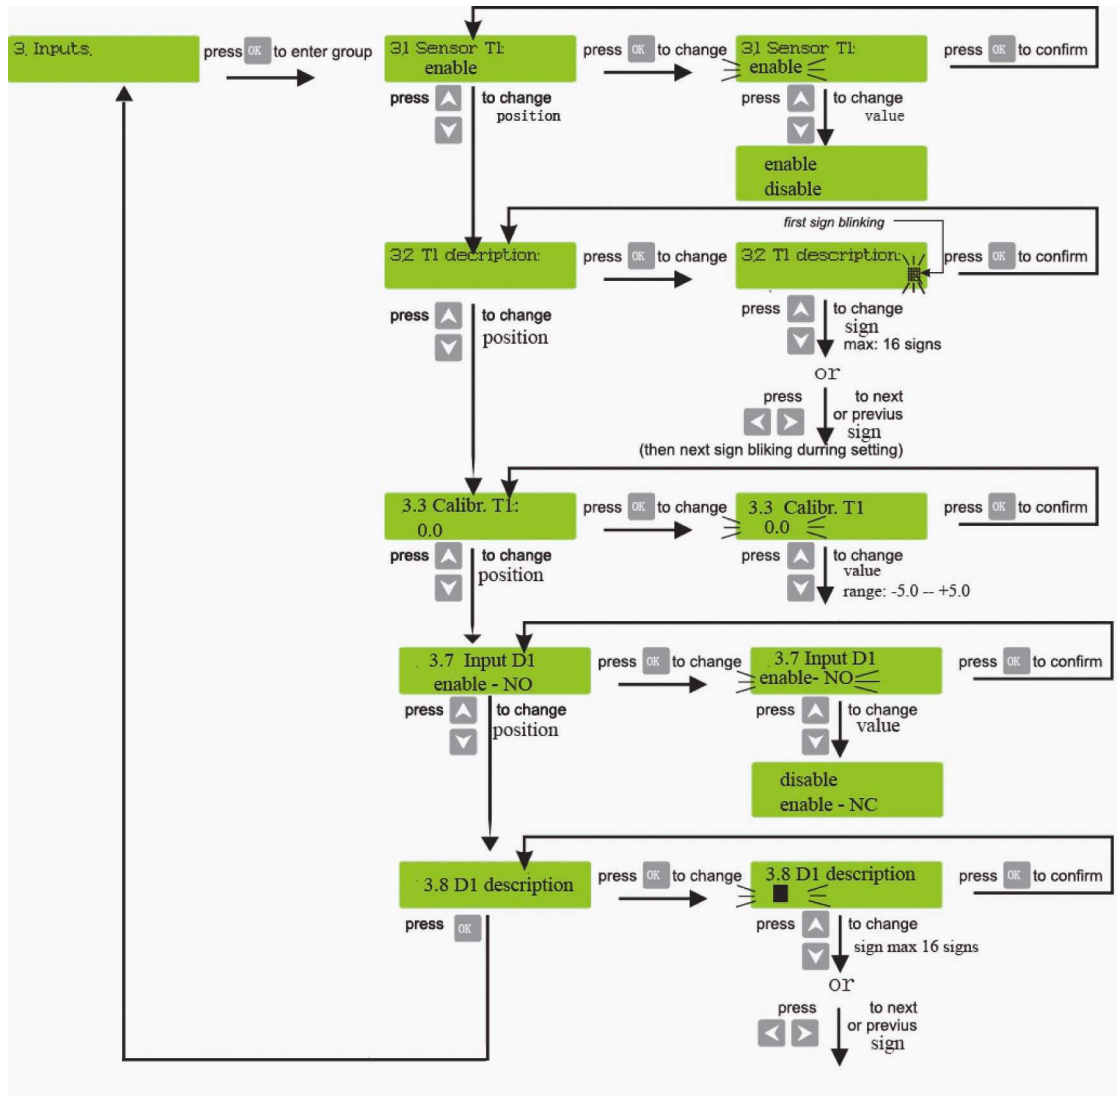 3. Inputs.
press OK to enter group
3.1 Sensor T1:
enable
press OK to change
3.1 Sensor T1:
enable
press OK to confirm
press to change
position
press to change
value
enable
disable
first sign blinking
3.2 T1 decription:
press OK to change
3.2 T1 description:
press OK to confirm
press to change
position
press to change
sign
max: 16 signs
or
press to next
or previus
sign
(then next sign bliking durring setting)
3.3 Calibr. T1:
0.0
press OK to change
3.3 Calibr. T1
0.0
press OK to confirm
press to change
position
press to change
value
range: -5.0 -- +5.0
3.7 Input D1
enable - NO
press OK to change
3.7 Input D1
enable- NO
press OK to confirm
press to change
position
press to change
value
disable
enable - NC
3.8 D1 description
press OK to change
3.8 D1 description
press OK to confirm
press OK
press to change
sign max 16 signs
or
press to next
or previus
sign